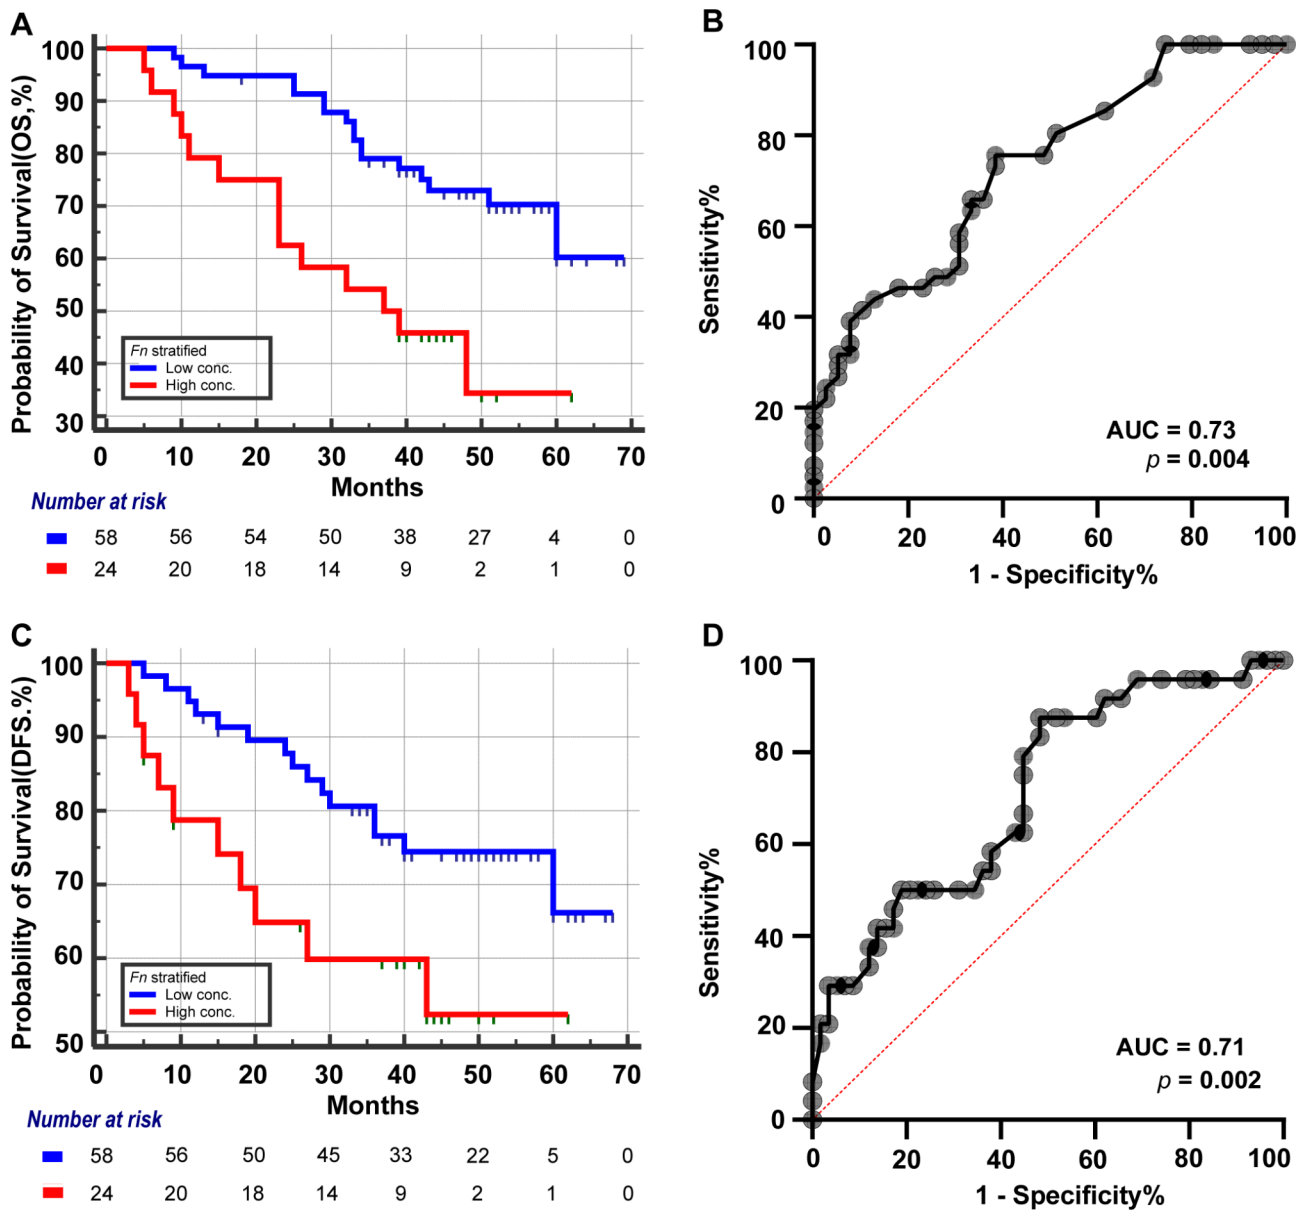 A
Probability of Survival(OS,%)
100
90
80
70
60
50
40
30
Fn stratified
Low conc.
High conc.
0 10 20 30 40 50 60 70
Months
Number at risk
58 56 54 50 38 27 4 0
24 20 18 14 9 2 1 0
B
Sensitivity%
100
80
60
40
20
0
AUC = 0.73
p = 0.004
0 20 40 60 80 100
1 - Specificity%
C
Probability of Survival(DFS.%)
100
90
80
70
60
50
Fn stratified
Low conc.
High conc.
0 10 20 30 40 50 60 70
Months
Number at risk
58 56 50 45 33 22 5 0
24 20 18 14 9 2 1 0
D
Sensitivity%
100
80
60
40
20
0
AUC = 0.71
p = 0.002
0 20 40 60 80 100
1 - Specificity%